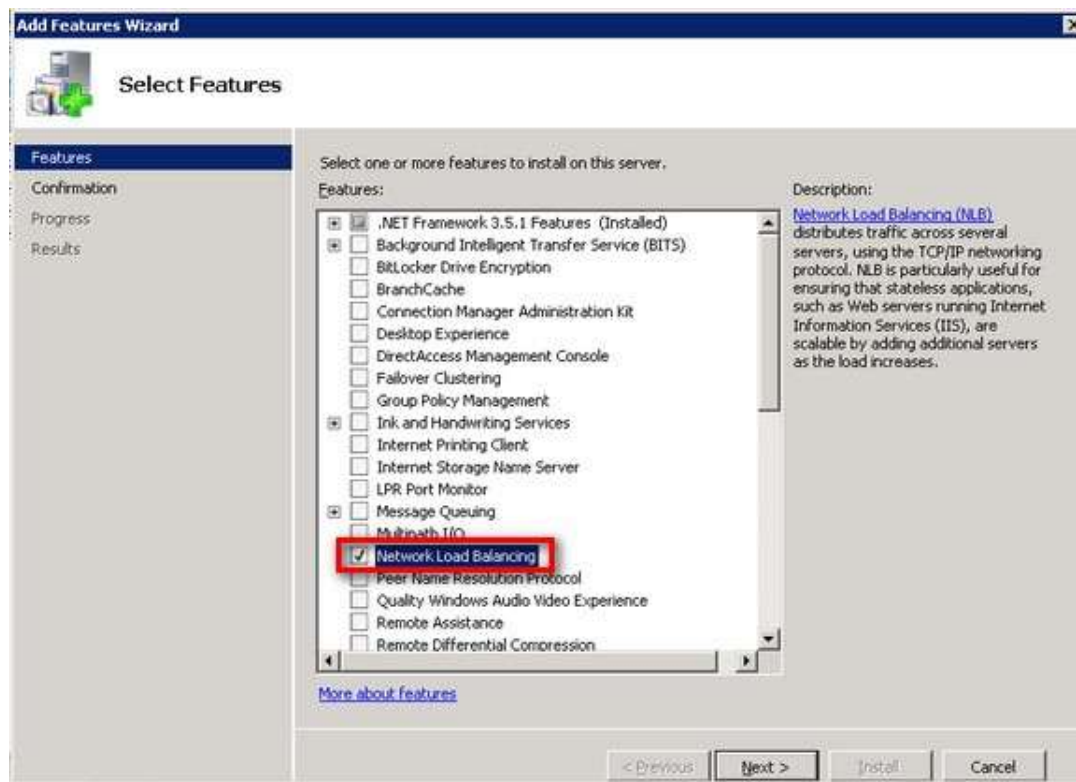 Add Features Wizard
Select Features
Features
Confirmation
Progress
Results
Select one or more features to install on this server.
Features:
.NET Framework 3.5.1 Features (Installed)
Background Intelligent Transfer Service (BITS)
BitLocker Drive Encryption
BranchCache
Connection Manager Administration Kit
Desktop Experience
DirectAccess Management Console
Failover Clustering
Group Policy Management
Ink and Handwriting Services
Internet Printing Client
Internet Storage Name Server
LPR Port Monitor
Message Queuing
Multipath I/O
Network Load Balancing
Peer Name Resolution Protocol
Quality Windows Audio Video Experience
Remote Assistance
Remote Differential Compression
More about features
Description:
Network Load Balancing (NLB)
distributes traffic across several
servers, using the TCP/IP networking
protocol. NLB is particularly useful for
ensuring that stateless applications,
such as Web servers running Internet
Information Services (IIS), are
scalable by adding additional servers
as the load increases.
< Previous
Next >
Install
Cancel